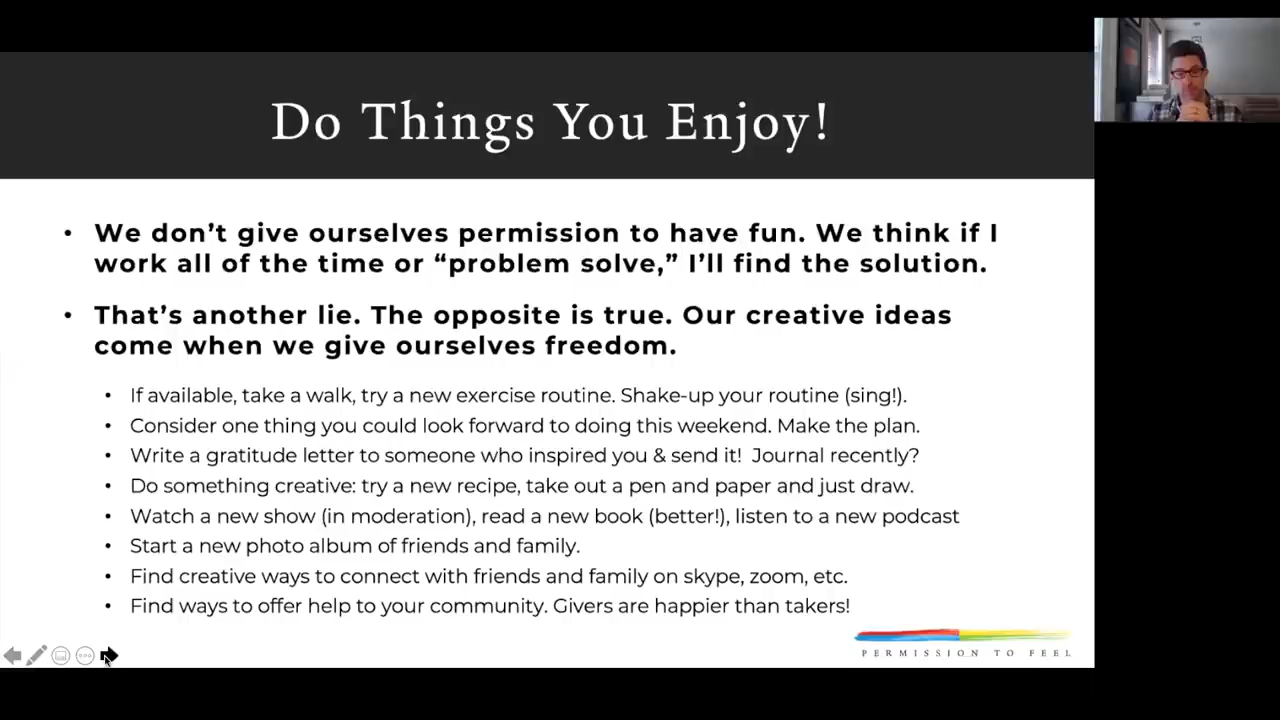 Do Things You Enjoy!
• We don’t give ourselves permission to have fun. We think if I
work all of the time or “problem solve,” I’ll find the solution.
• That’s another lie. The opposite is true. Our creative ideas
come when we give ourselves freedom.
• If available, take a walk, try a new exercise routine. Shake-up your routine (sing!).
• Consider one thing you could look forward to doing this weekend. Make the plan.
• Write a gratitude letter to someone who inspired you & send it!  Journal recently?
• Do something creative: try a new recipe, take out a pen and paper and just draw.
• Watch a new show (in moderation), read a new book (better!), listen to a new podcast
• Start a new photo album of friends and family.
• Find creative ways to connect with friends and family on skype, zoom, etc.
• Find ways to offer help to your community. Givers are happier than takers!
PERMISSION TO FEEL